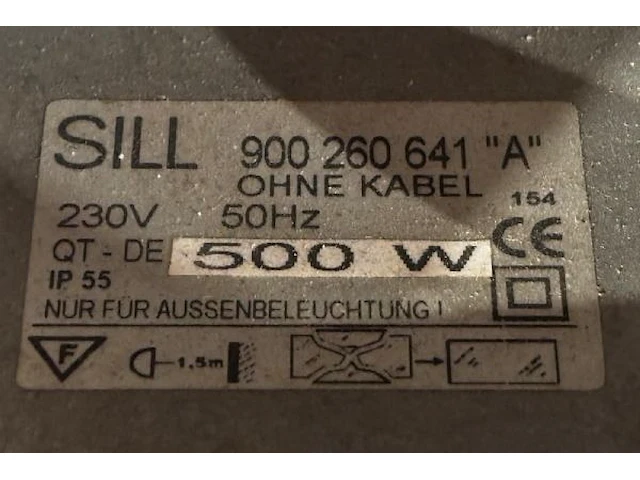 SILL 900 260 641 "A"
OHNE KABEL
154
230V 50Hz
CE
QT - DE 500 W
IP 55
NUR FÜR AUSSENBELEUCHTUNG !
F
1,5m